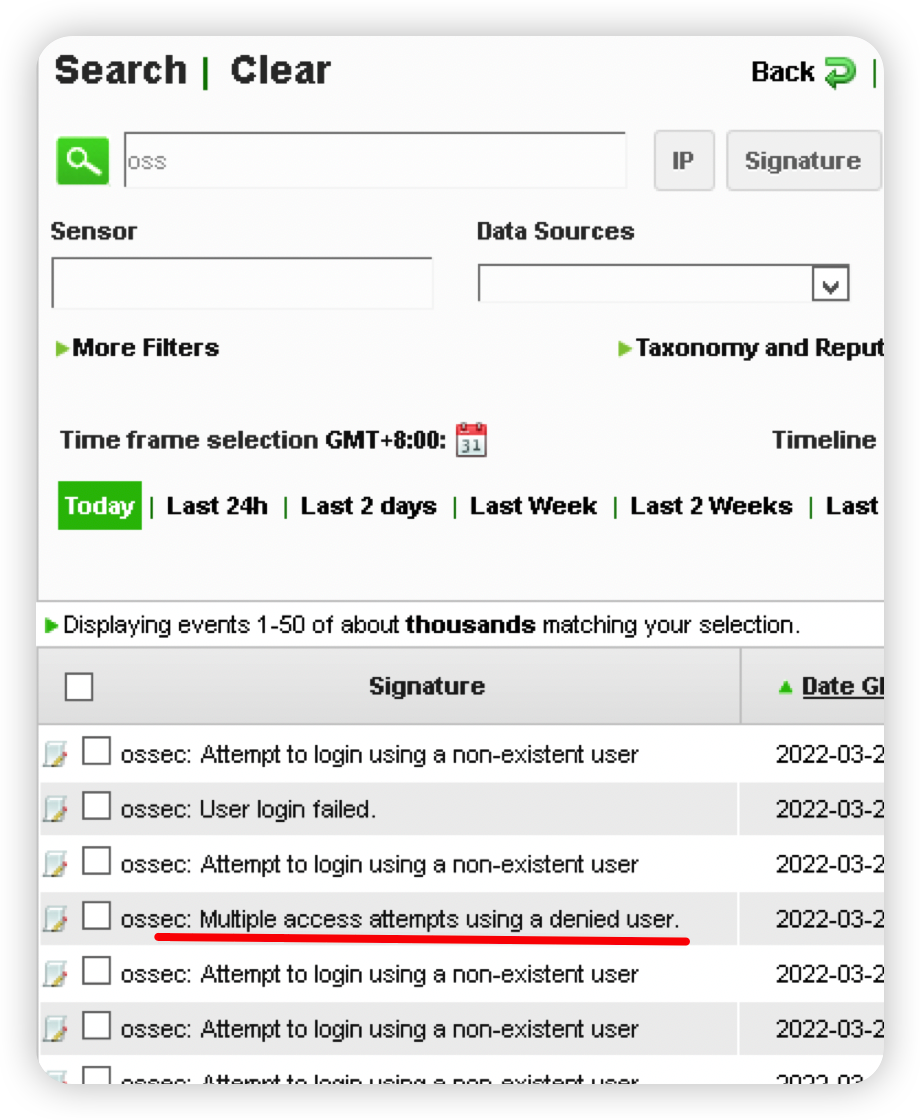 Search | Clear Back |
oss IP Signature
Sensor Data Sources
More Filters Taxonomy and Reput
Time frame selection GMT+8:00: 31 Timeline
Today | Last 24h | Last 2 days | Last Week | Last 2 Weeks | Last
Displaying events 1-50 of about thousands matching your selection.
Signature Date G
ossec: Attempt to login using a non-existent user 2022-03-2
ossec: User login failed. 2022-03-2
ossec: Attempt to login using a non-existent user 2022-03-2
ossec: Multiple access attempts using a denied user. 2022-03-2
ossec: Attempt to login using a non-existent user 2022-03-2
ossec: Attempt to login using a non-existent user 2022-03-2
ossec: Attempt to login using a non-existent user 2022-03